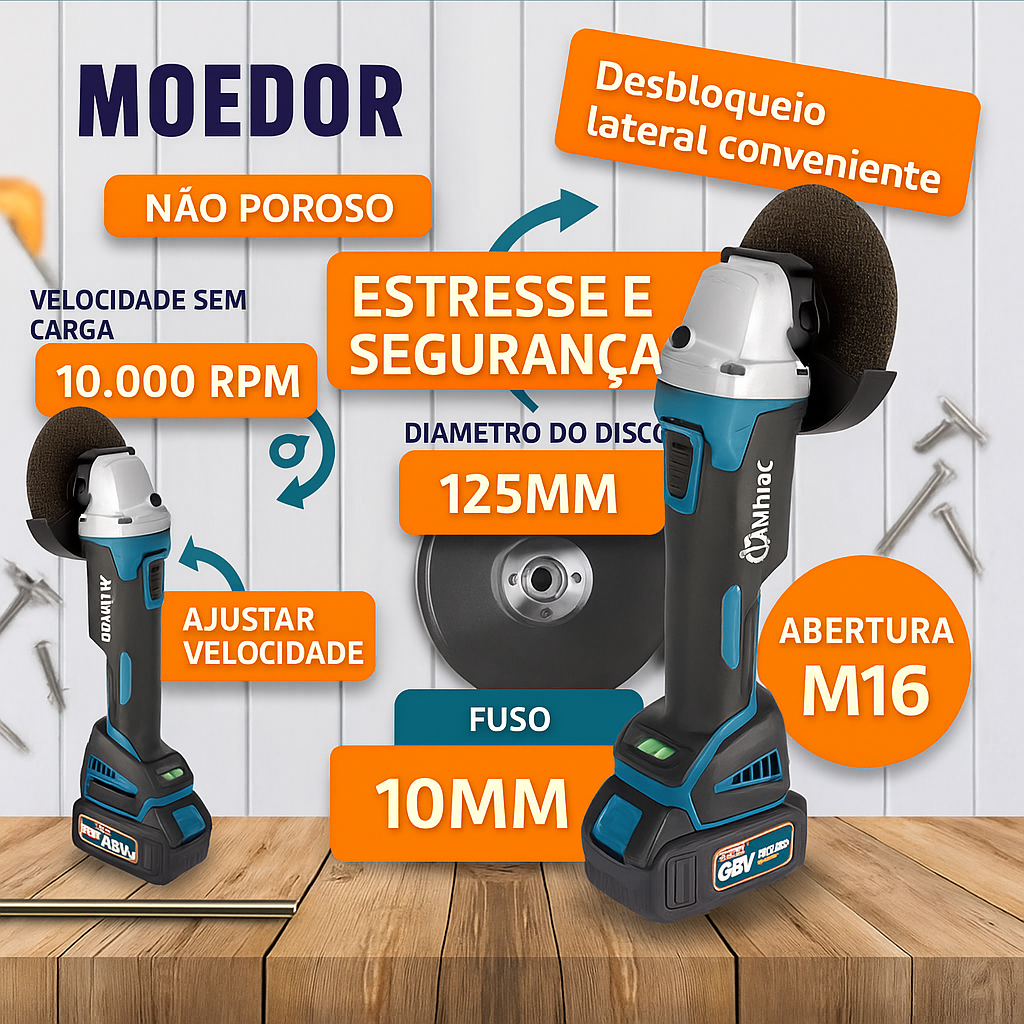 MOEDOR
Desbloqueio
lateral conveniente
NÃO POROSO
VELOCIDADE SEM
CARGA
10.000 RPM
ESTRESSE E
SEGURANÇA
DIAMETRO DO DISCO
125MM
AJUSTAR
VELOCIDADE
ABERTURA
M16
FUSO
10MM
GBV